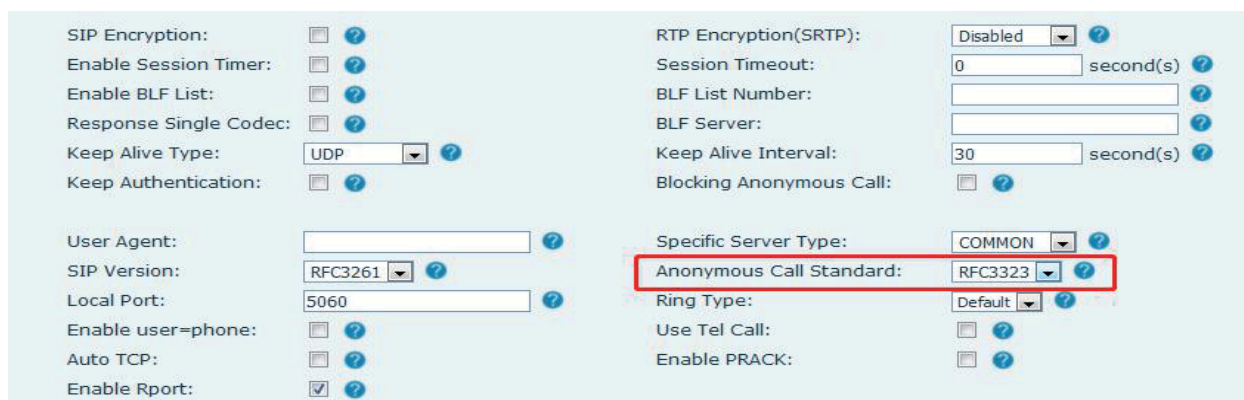 SIP Encryption: ? RTP Encryption(SRTP): Disabled ?
Enable Session Timer: ? Session Timeout: 0 second(s) ?
Enable BLF List: ? BLF List Number: ?
Response Single Codec: ? BLF Server: ?
Keep Alive Type: UDP ? Keep Alive Interval: 30 second(s) ?
Keep Authentication: ? Blocking Anonymous Call: ?
User Agent: ? Specific Server Type: COMMON ?
SIP Version: RFC3261 ? Anonymous Call Standard: RFC3323 ?
Local Port: 5060 ? Ring Type: Default ?
Enable user=phone: ? Use Tel Call: ?
Auto TCP: ? Enable PRACK: ?
Enable Rport: ?